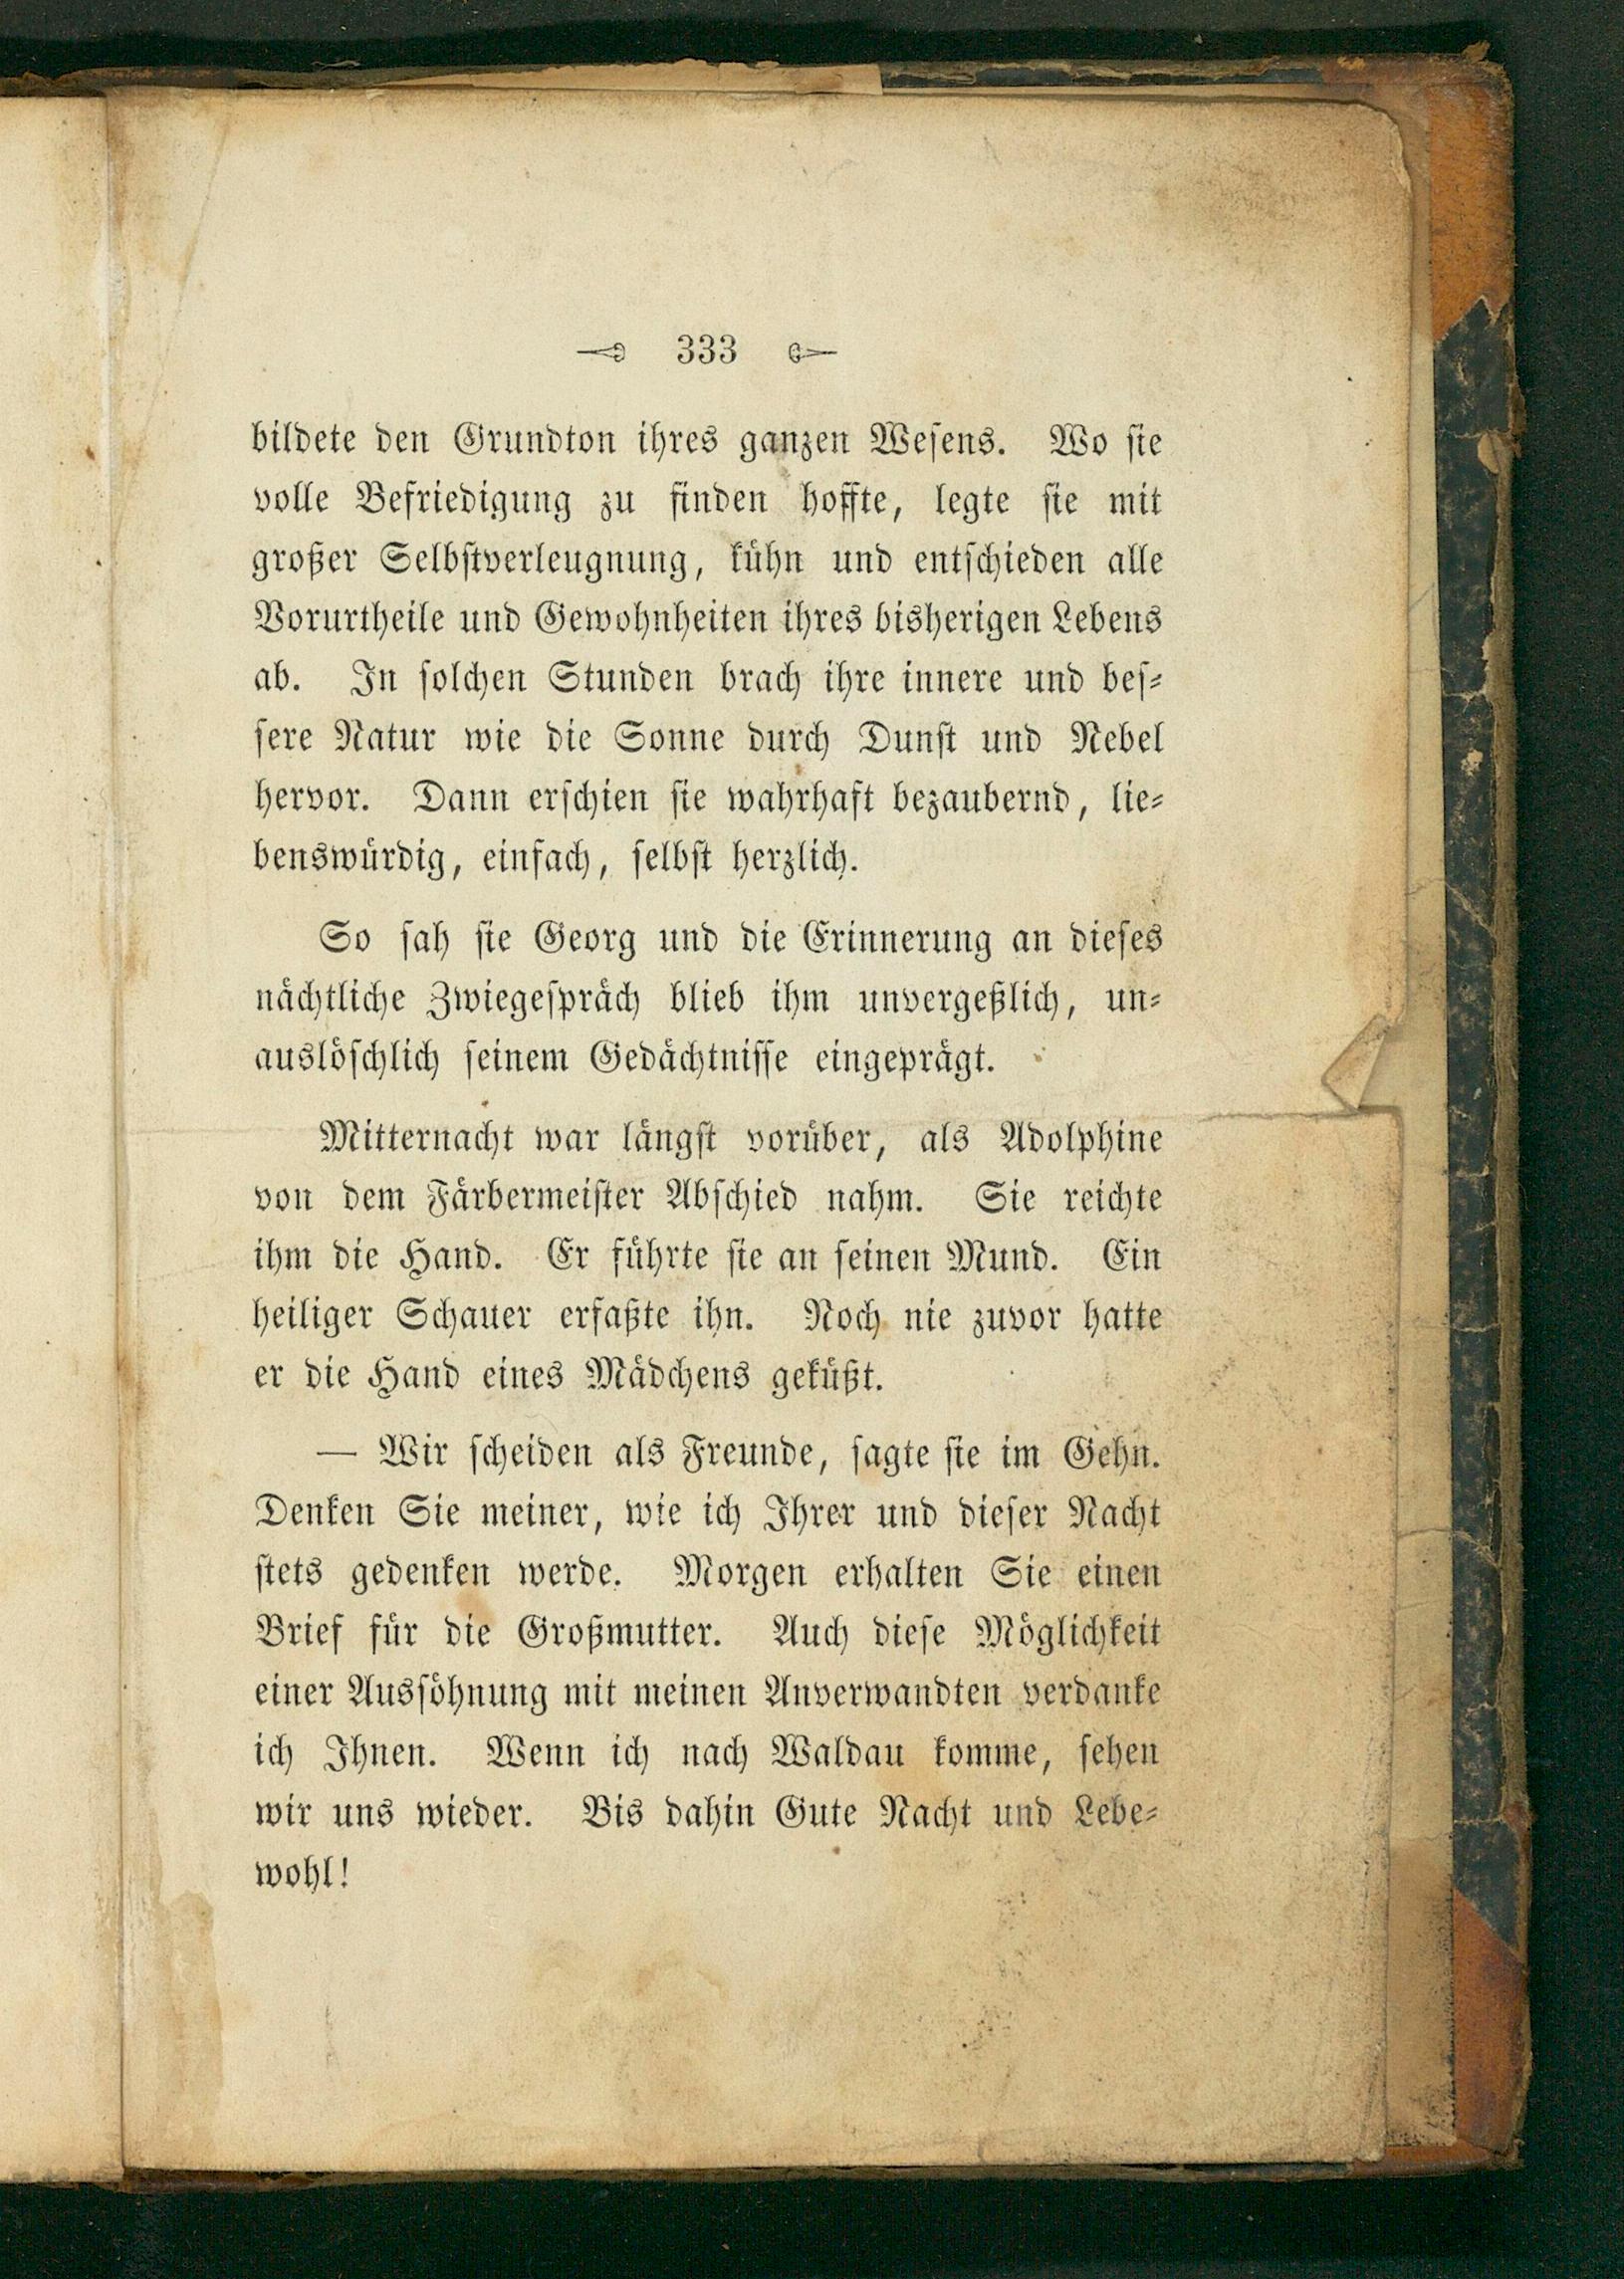 333
bildete den Grundton ihres ganzen Wesens. Wo sie
volle Befriedigung zu finden hoffte, legte sie mit
großer Selbstverleugnung, kühn und entschieden alle
Vorurtheile und Gewohnheiten ihres bisherigen Lebens
ab. In solchen Stunden brach ihre innere und bes-
sere Natur wie die Sonne durch Dunst und Nebel
hervor. Dann erschien sie wahrhaft bezaubernd, lie-
benswürdig, einfach, selbst herzlich.
So sah sie Georg und die Erinnerung an dieses
nächtliche Zwiegespräch blieb ihm unvergeßlich, un-
auslöschlich seinem Gedächtnisse eingeprägt.
Mitternacht war längst vorüber, als Adolphine
von dem Färbermeister Abschied nahm. Sie reichte
ihm die Hand. Er führte sie an seinen Mund. Ein
heiliger Schauer erfaßte ihn. Noch nie zuvor hatte
er die Hand eines Mädchens geküßt.
— Wir scheiden als Freunde, sagte sie im Gehn.
Denken Sie meiner, wie ich Ihrer und dieser Nacht
stets gedenken werde. Morgen erhalten Sie einen
Brief für die Großmutter. Auch diese Möglichkeit
einer Aussöhnung mit meinen Anverwandten verdanke
ich Ihnen. Wenn ich nach Waldau komme, sehen
wir uns wieder. Bis dahin Gute Nacht und Lebe-
wohl!